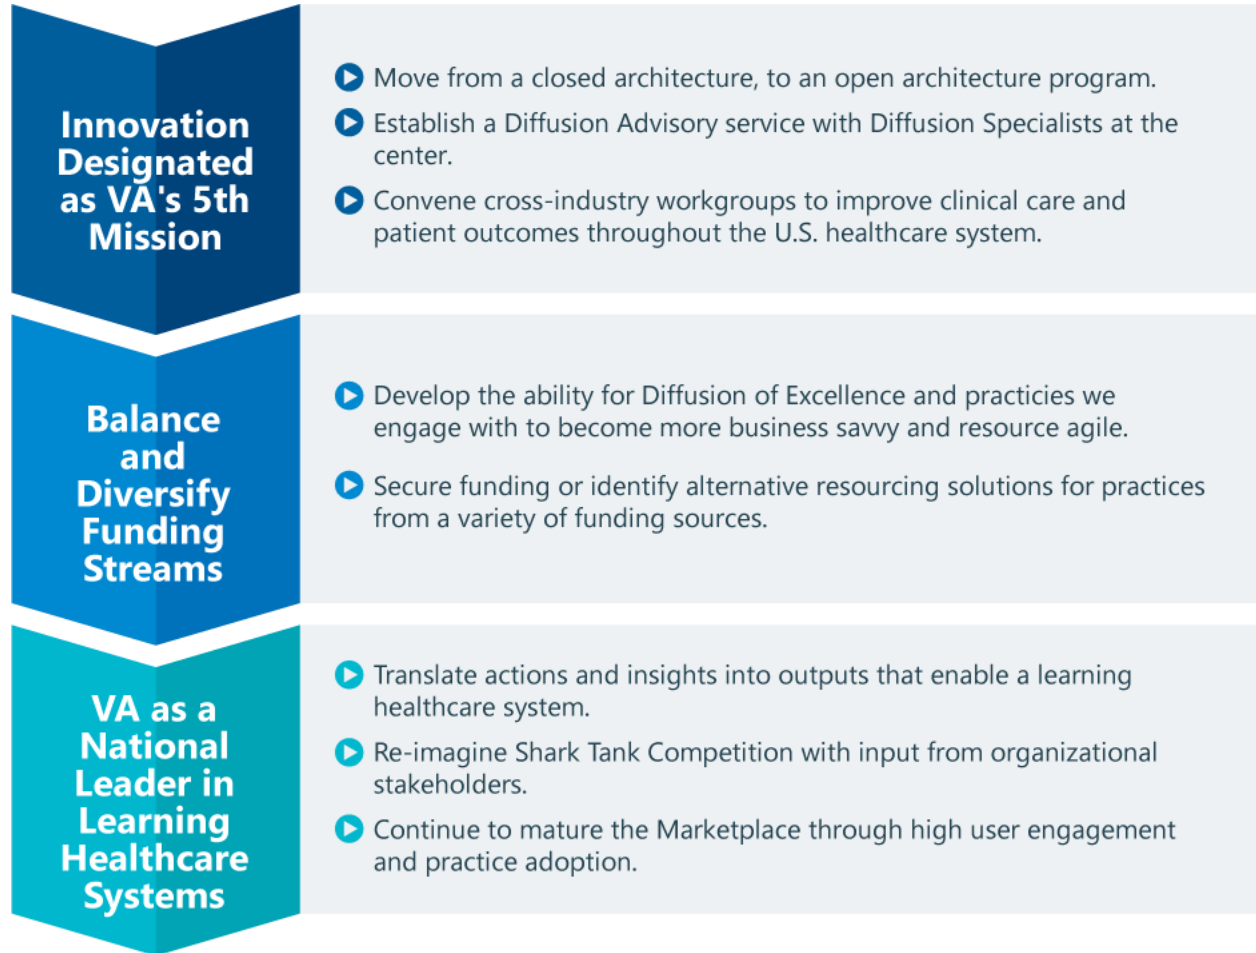 Innovation
Designated
as VA's 5th
Mission
Move from a closed architecture, to an open architecture program.
Establish a Diffusion Advisory service with Diffusion Specialists at the
center.
Convene cross-industry workgroups to improve clinical care and
patient outcomes throughout the U.S. healthcare system.
Balance
and
Diversify
Funding
Streams
Develop the ability for Diffusion of Excellence and practicies we
engage with to become more business savvy and resource agile.
Secure funding or identify alternative resourcing solutions for practices
from a variety of funding sources.
VA as a
National
Leader in
Learning
Healthcare
Systems
Translate actions and insights into outputs that enable a learning
healthcare system.
Re-imagine Shark Tank Competition with input from organizational
stakeholders.
Continue to mature the Marketplace through high user engagement
and practice adoption.